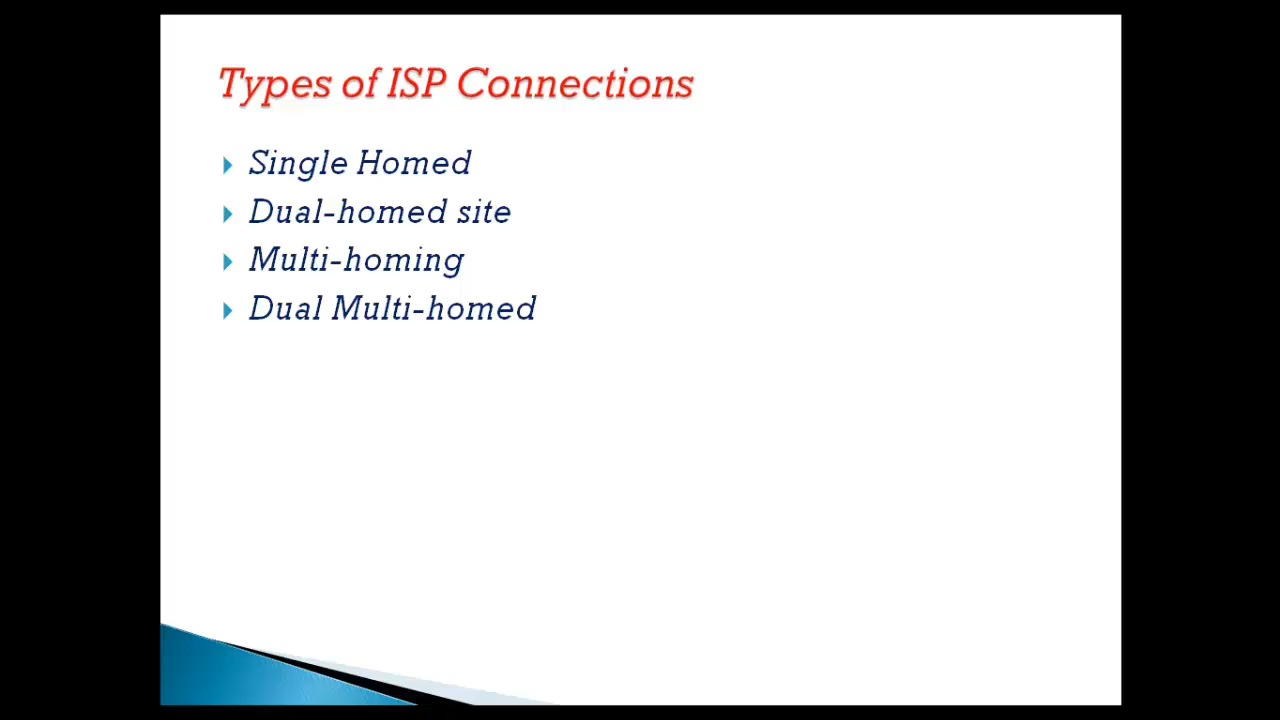 Types of ISP Connections
Single Homed
Dual-homed site
Multi-homing
Dual Multi-homed